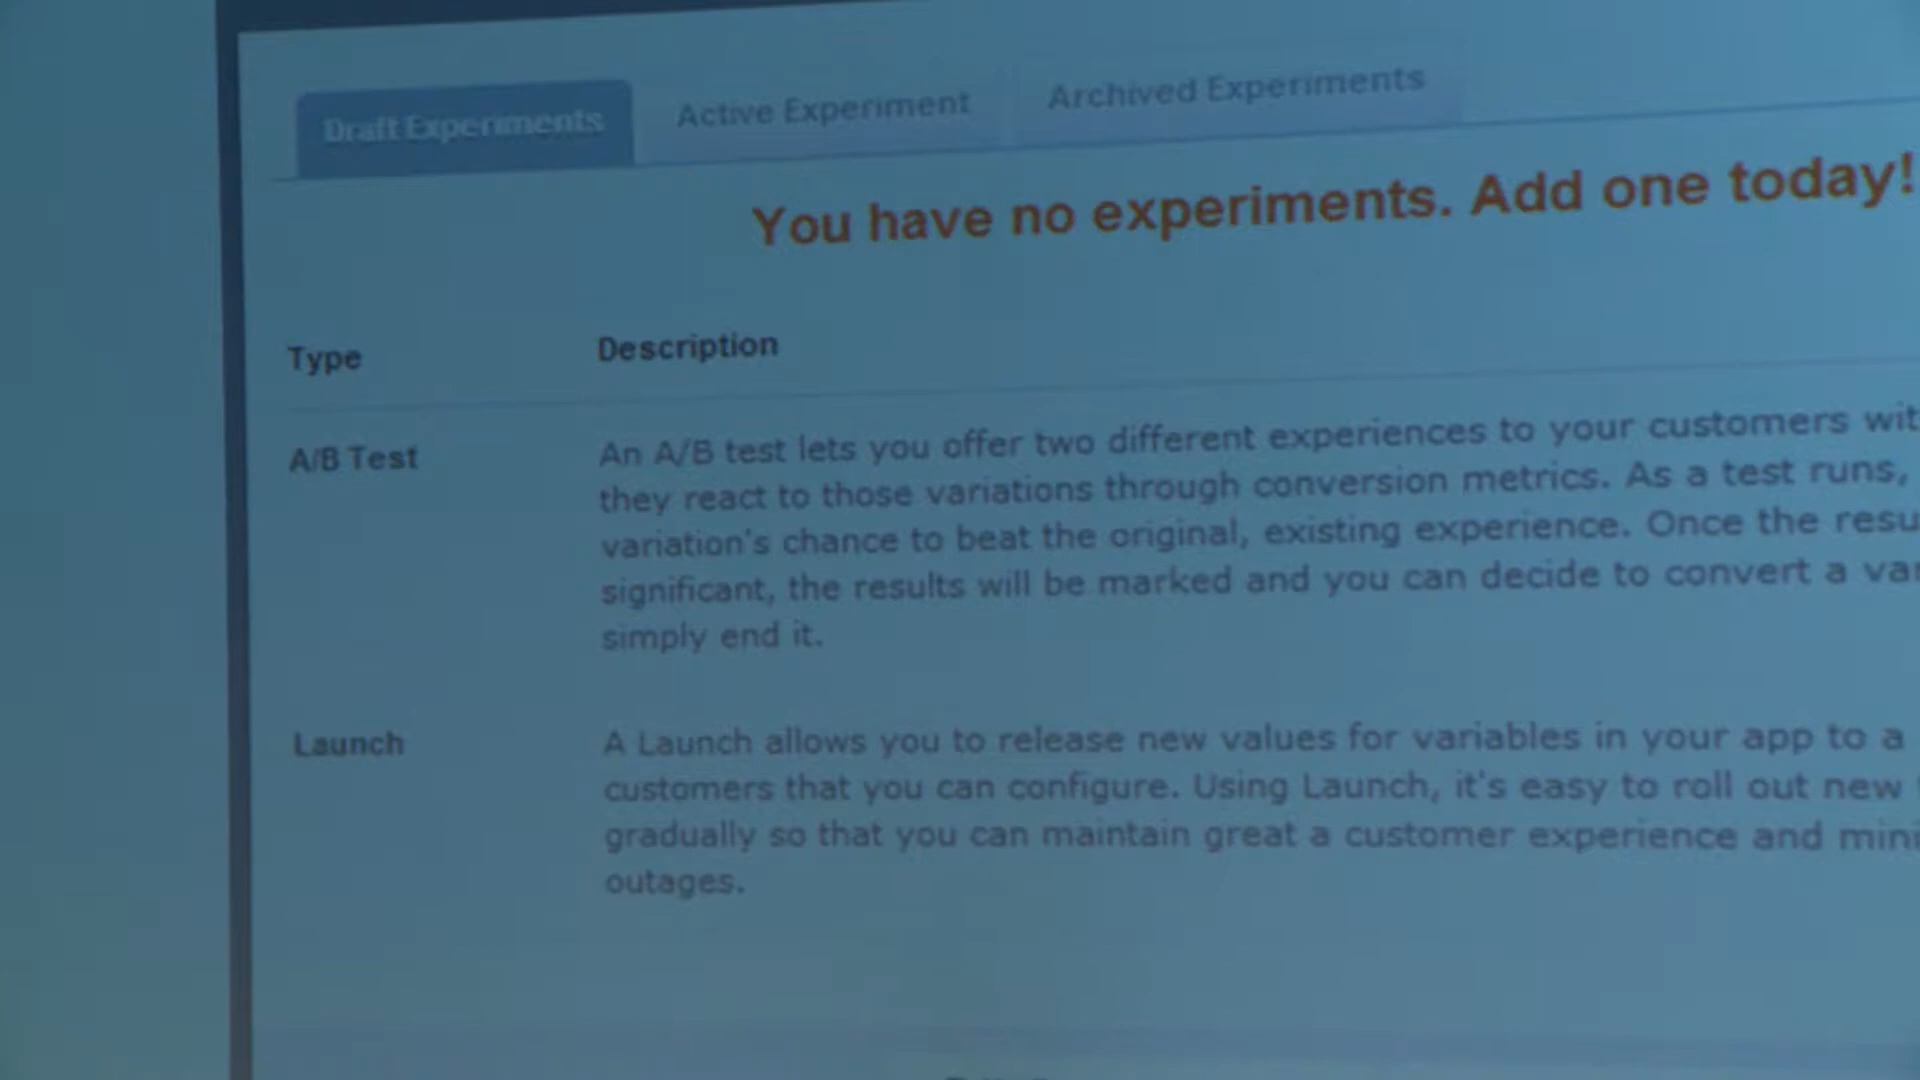 Draft Experiments Active Experiment Archived Experiments
You have no experiments. Add one today!
Type Description
A/B Test An A/B test lets you offer two different experiences to your customers wit
they react to those variations through conversion metrics. As a test runs,
variation's chance to beat the original, existing experience. Once the resu
significant, the results will be marked and you can decide to convert a var
simply end it.
Launch A Launch allows you to release new values for variables in your app to a
customers that you can configure. Using Launch, it's easy to roll out new
gradually so that you can maintain great a customer experience and mini
outages.